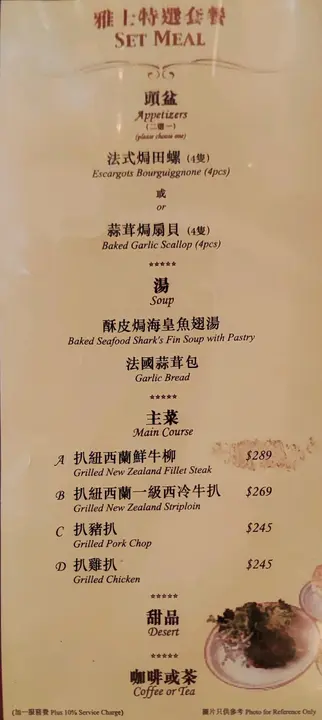 雅士特選套餐
SET MEAL
頭盆
Appetizers
(二選一)
(please choose one)
法式焗田螺 (4隻)
Escargots Bourguiggnone (4pcs)
或
or
蒜茸焗扇貝 (4隻)
Baked Garlic Scallop (4pcs)
*****
湯
Soup
酥皮焗海皇魚翅湯
Baked Seafood Shark's Fin Soup with Pastry
法國蒜茸包
Garlic Bread
*****
主菜
Main Course
A 扒紐西蘭鮮牛柳 $289
Grilled New Zealand Fillet Steak
B 扒紐西蘭一級西冷牛扒 $269
Grilled New Zealand Striploin
C 扒豬扒 $245
Grilled Pork Chop
D 扒雞扒 $245
Grilled Chicken
*****
甜品
Desert
*****
咖啡或茶
Coffee or Tea
(加一服務費 Plus 10% Service Charge) 圖片只供參考 Photo for Reference Only